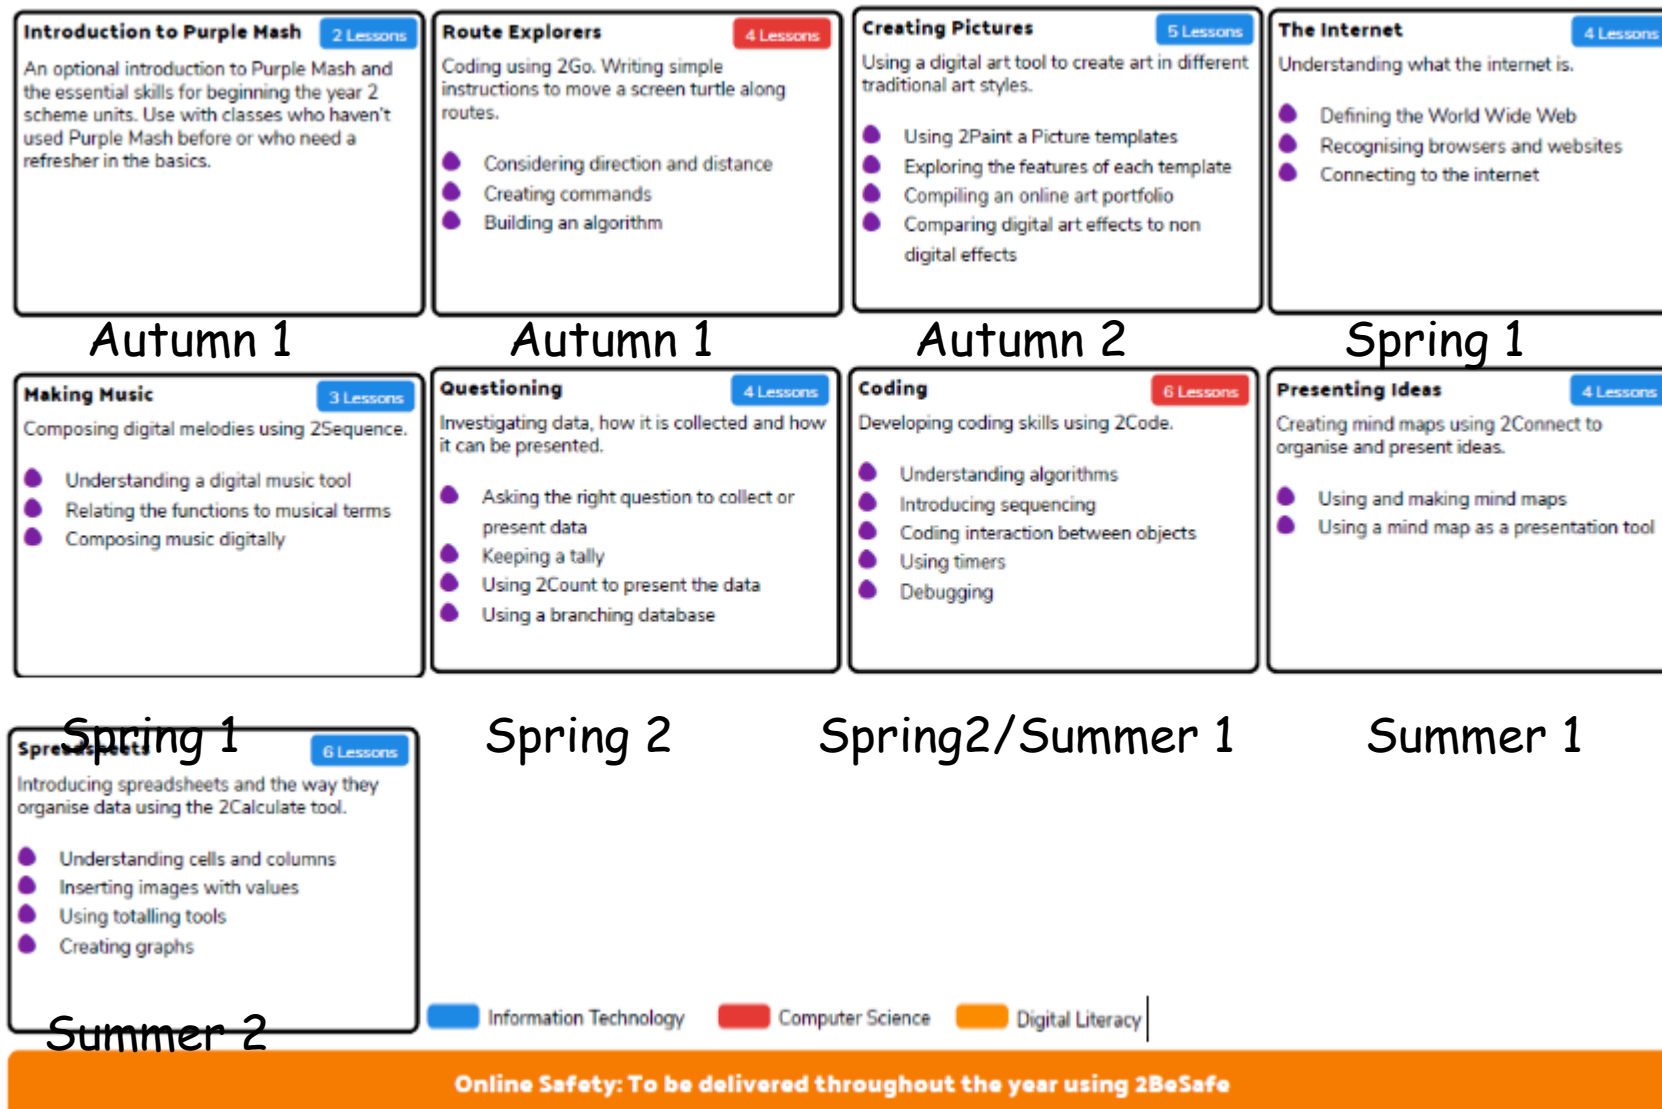 Introduction to Purple Mash
2 Lessons
An optional introduction to Purple Mash and
the essential skills for beginning the year 2
scheme units. Use with classes who haven't
used Purple Mash before or who need a
refresher in the basics.
Autumn 1
Route Explorers
4 Lessons
Coding using 2Go. Writing simple
instructions to move a screen turtle along
routes.
Considering direction and distance
Creating commands
Building an algorithm
Autumn 1
Creating Pictures
5 Lessons
Using a digital art tool to create art in different
traditional art styles.
Using 2Paint a Picture templates
Exploring the features of each template
Compiling an online art portfolio
Comparing digital art effects to non
digital effects
Autumn 2
The Internet
4 Lessons
Understanding what the internet is.
Defining the World Wide Web
Recognising browsers and websites
Connecting to the internet
Spring 1
Making Music
3 Lessons
Composing digital melodies using 2Sequence.
Understanding a digital music tool
Relating the functions to musical terms
Composing music digitally
Spring 1
Questioning
4 Lessons
Investigating data, how it is collected and how
it can be presented.
Asking the right question to collect or
present data
Keeping a tally
Using 2Count to present the data
Using a branching database
Spring 2
Coding
6 Lessons
Developing coding skills using 2Code.
Understanding algorithms
Introducing sequencing
Coding interaction between objects
Using timers
Debugging
Spring2/Summer 1
Presenting Ideas
4 Lessons
Creating mind maps using 2Connect to
organise and present ideas.
Using and making mind maps
Using a mind map as a presentation tool
Summer 1
Spreadsheets
6 Lessons
Introducing spreadsheets and the way they
organise data using the 2Calculate tool.
Understanding cells and columns
Inserting images with values
Using totalling tools
Creating graphs
Summer 2
Information Technology
Computer Science
Digital Literacy
Online Safety: To be delivered throughout the year using 2BeSafe